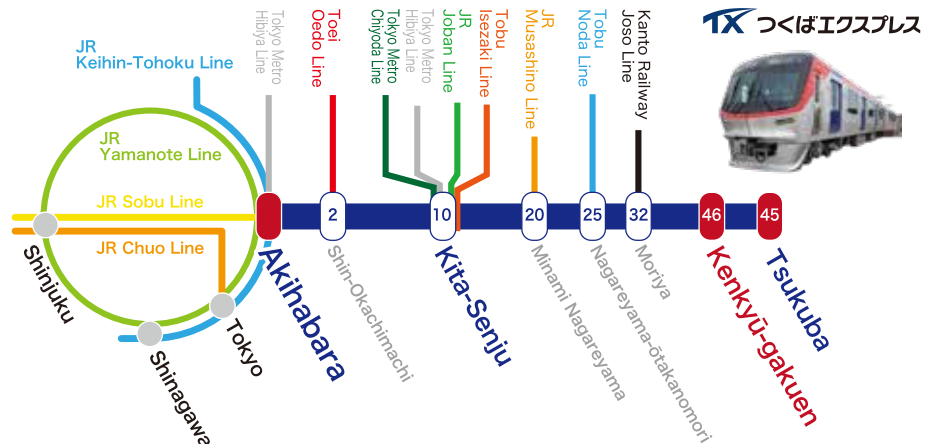 TX つくばエクスプレス
JR
Keihin-Tohoku Line
Tokyo Metro
Hibiya Line
Toei
Oedo Line
Tokyo Metro
Chiyoda Line
Tokyo Metro
Hibiya Line
JR
Joban Line
Tobu
Isezaki Line
JR
Musashino Line
Tobu
Noda Line
Kanto Railway
Joso Line
JR
Yamanote Line
JR Sobu Line
JR Chuo Line
2
10
20
25
32
46
45
Shinjuku
Shinagawa
Tokyo
Akihabara
Shin-Okachimachi
Kita-Senju
Minami Nagareyama
Nagareyama-ōtakanomori
Moriya
Kenkyū-gakuen
Tsukuba